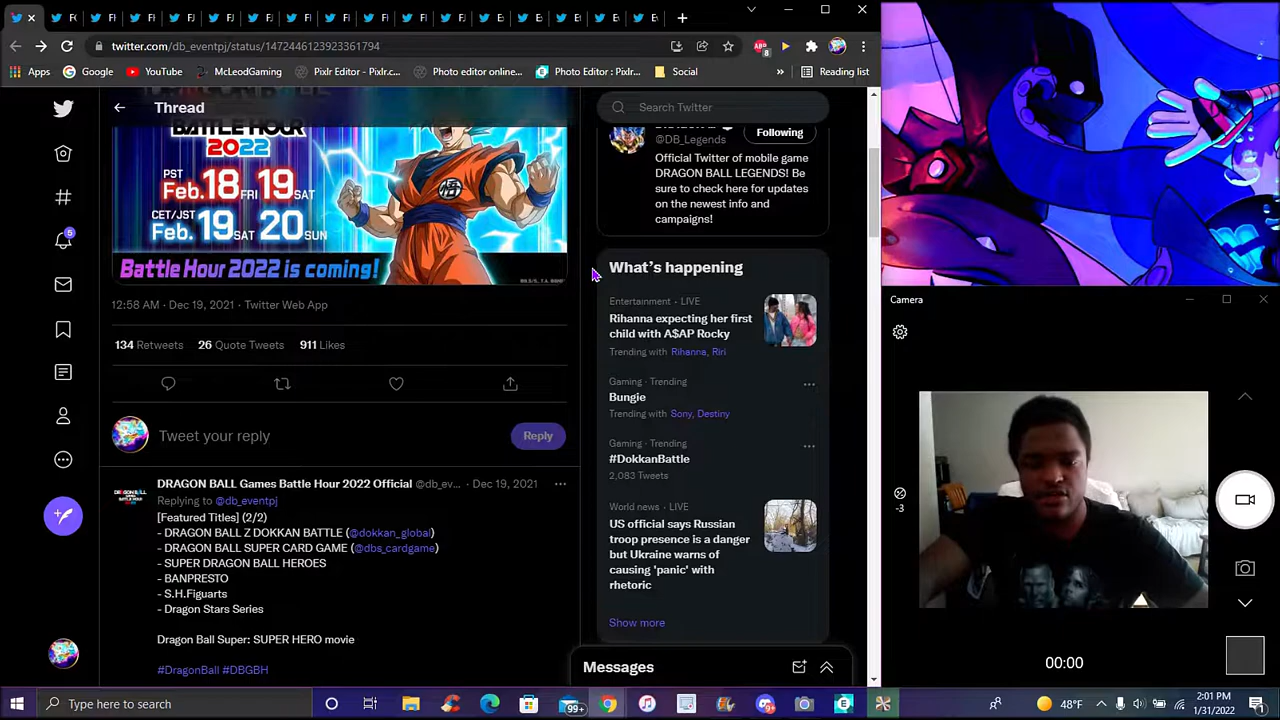 twitter.com/db_eventpj/status/1472446123923361794
Apps
Google
YouTube
McLeodGaming
Pixlr Editor - Pixlr.c...
Photo editor online...
Photo Editor : Pixlr...
Social
»
Reading list
Thread
Search Twitter
BATTLE HOUR
2022
PST
Feb. 18 FRI 19 SAT
CET/JST
Feb. 19 SAT 20 SUN
Battle Hour 2022 is coming!
@DB_Legends
Following
Official Twitter of mobile game
DRAGON BALL LEGENDS! Be
sure to check here for updates
on the newest info and
campaigns!
12:58 AM · Dec 19, 2021 · Twitter Web App
134 Retweets 26 Quote Tweets 911 Likes
Tweet your reply
Reply
DRAGON BALL Games Battle Hour 2022 Official @db_ev... · Dec 19, 2021
Replying to @db_eventpj
[Featured Titles] (2/2)
- DRAGON BALL Z DOKKAN BATTLE (@dokkan_global)
- DRAGON BALL SUPER CARD GAME (@dbs_cardgame)
- SUPER DRAGON BALL HEROES
- BANPRESTO
- S.H.Figuarts
- Dragon Stars Series
Dragon Ball Super: SUPER HERO movie
#DragonBall #DBGBH
What's happening
Entertainment · LIVE
Rihanna expecting her first
child with A$AP Rocky
Trending with Rihanna, Riri
Gaming · Trending
Bungie
Trending with Sony, Destiny
Gaming · Trending
#DokkanBattle
2,083 Tweets
World news · LIVE
US official says Russian
troop presence is a danger
but Ukraine warns of
causing 'panic' with
rhetoric
Show more
Messages
Camera
-3
00:00
Type here to search
99+
48°F
2:01 PM
1/31/2022